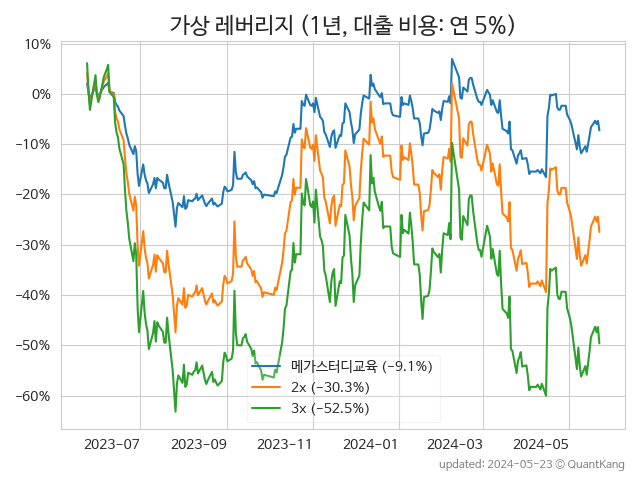 가상 레버리지 (1년, 대출 비용: 연 5%)
10%
0%
−10%
−20%
−30%
−40%
−50%
−60%
메가스터디교육 (−9.1%)
2x (−30.3%)
3x (−52.5%)
2023-07 2023-09 2023-11 2024-01 2024-03 2024-05
updated: 2024-05-23 © QuantKang